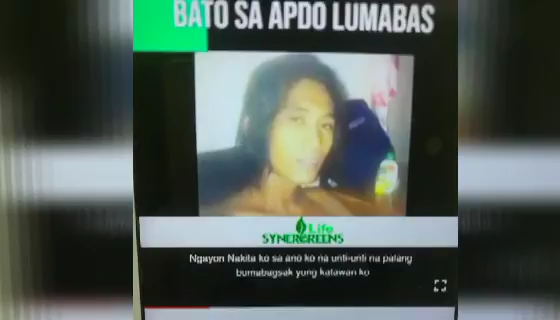 BATO SA APDO LUMABAS
Life
SYNERGREENS
Ngayon Nakita ko sa ano ko na unti-unti na palang
bumabagsak yung katawan ko